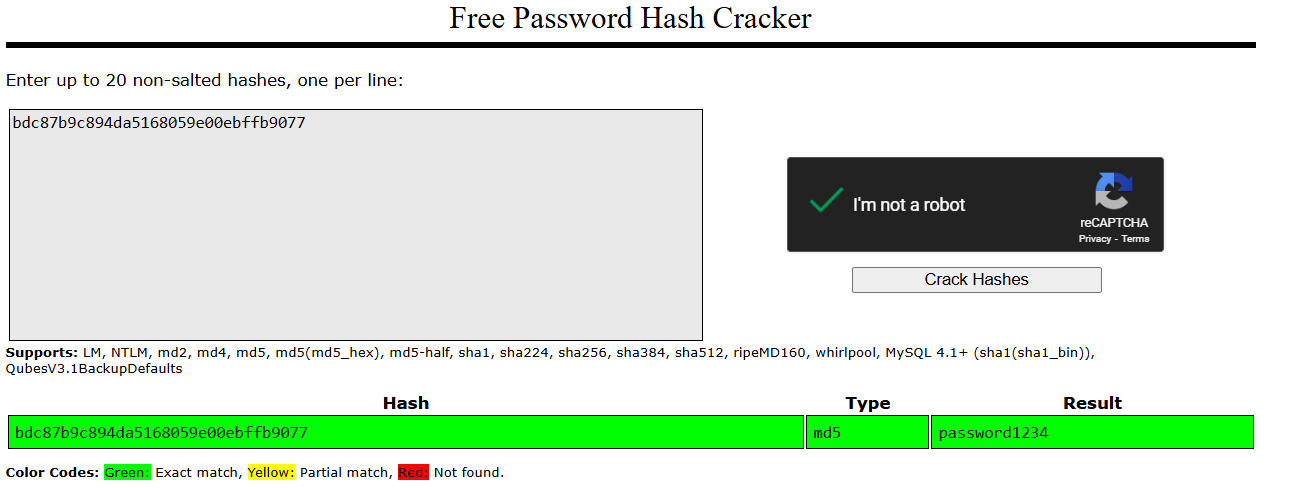 Free Password Hash Cracker
Enter up to 20 non-salted hashes, one per line:
bdc87b9c894da5168059e00ebffb9077
I'm not a robot
reCAPTCHA
Privacy - Terms
Crack Hashes
Supports: LM, NTLM, md2, md4, md5, md5(md5_hex), md5-half, sha1, sha224, sha256, sha384, sha512, ripeMD160, whirlpool, MySQL 4.1+ (sha1(sha1_bin)),
QubesV3.1BackupDefaults
Hash Type Result
bdc87b9c894da5168059e00ebffb9077 md5 password1234
Color Codes: Green: Exact match, Yellow: Partial match, Red: Not found.